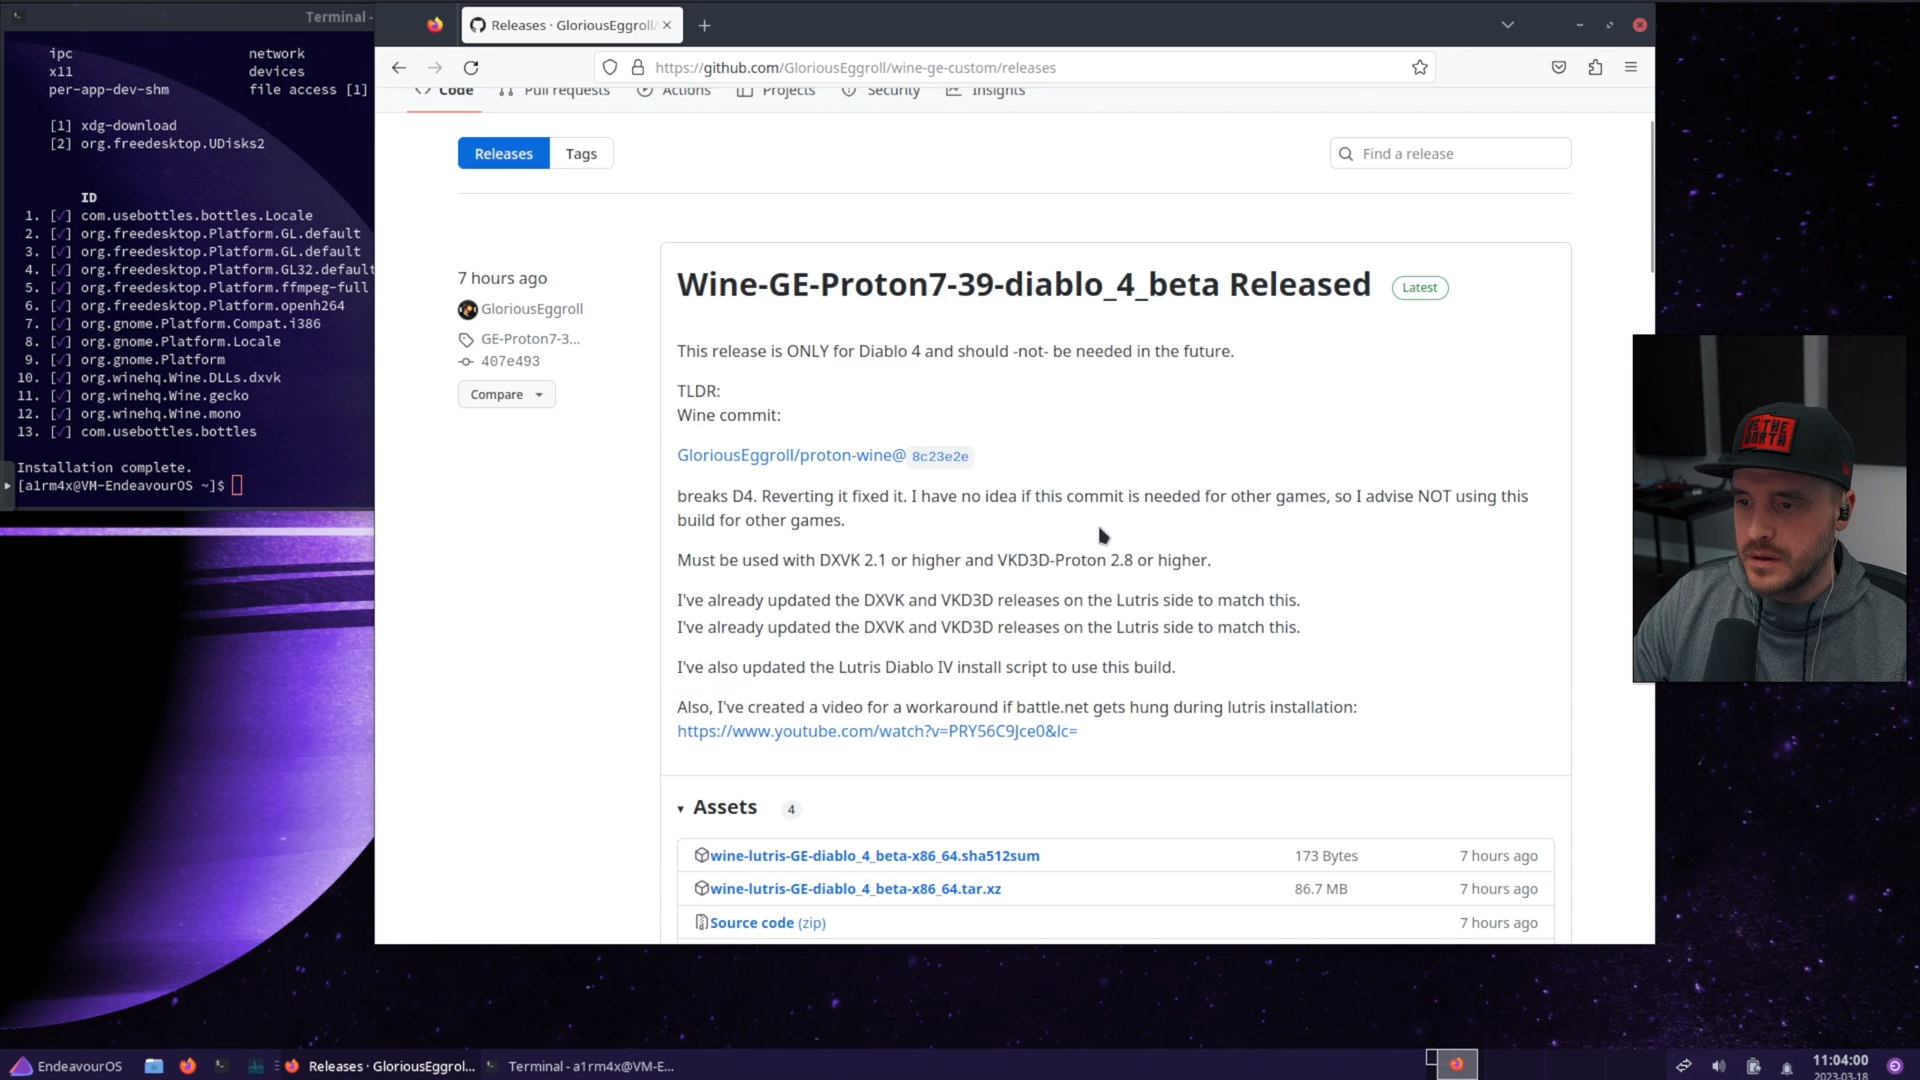 Terminal -
ipc network
x11 devices
per-app-dev-shm file access [1]
[1] xdg-download
[2] org.freedesktop.UDisks2
ID
1. [✓] com.usebottles.bottles.Locale
2. [✓] org.freedesktop.Platform.GL.default
3. [✓] org.freedesktop.Platform.GL.default
4. [✓] org.freedesktop.Platform.GL32.default
5. [✓] org.freedesktop.Platform.ffmpeg-full
6. [✓] org.freedesktop.Platform.openh264
7. [✓] org.gnome.Platform.Compat.i386
8. [✓] org.gnome.Platform.Locale
9. [✓] org.gnome.Platform
10. [✓] org.winehq.Wine.DLLs.dxvk
11. [✓] org.winehq.Wine.gecko
12. [✓] org.winehq.Wine.mono
13. [✓] com.usebottles.bottles
Installation complete.
[a1rm4x@VM-EndeavourOS ~]$
Releases · GloriousEggroll/
https://github.com/GloriousEggroll/wine-ge-custom/releases
Code Pull requests Actions Projects Security Insights
Releases Tags Find a release
7 hours ago
GloriousEggroll
GE-Proton7-3...
407e493
Compare
Wine-GE-Proton7-39-diablo_4_beta Released Latest
This release is ONLY for Diablo 4 and should -not- be needed in the future.
TLDR:
Wine commit:
GloriousEggroll/proton-wine@ 8c23e2e
breaks D4. Reverting it fixed it. I have no idea if this commit is needed for other games, so I advise NOT using this
build for other games.
Must be used with DXVK 2.1 or higher and VKD3D-Proton 2.8 or higher.
I've already updated the DXVK and VKD3D releases on the Lutris side to match this.
I've already updated the DXVK and VKD3D releases on the Lutris side to match this.
I've also updated the Lutris Diablo IV install script to use this build.
Also, I've created a video for a workaround if battle.net gets hung during lutris installation:
https://www.youtube.com/watch?v=PRY56C9Jce0&lc=
Assets 4
wine-lutris-GE-diablo_4_beta-x86_64.sha512sum 173 Bytes 7 hours ago
wine-lutris-GE-diablo_4_beta-x86_64.tar.xz 86.7 MB 7 hours ago
Source code (zip) 7 hours ago
THE
NORTH
EndeavourOS Releases · GloriousEggrol... Terminal - a1rm4x@VM-E... 11:04:00
2023-03-18